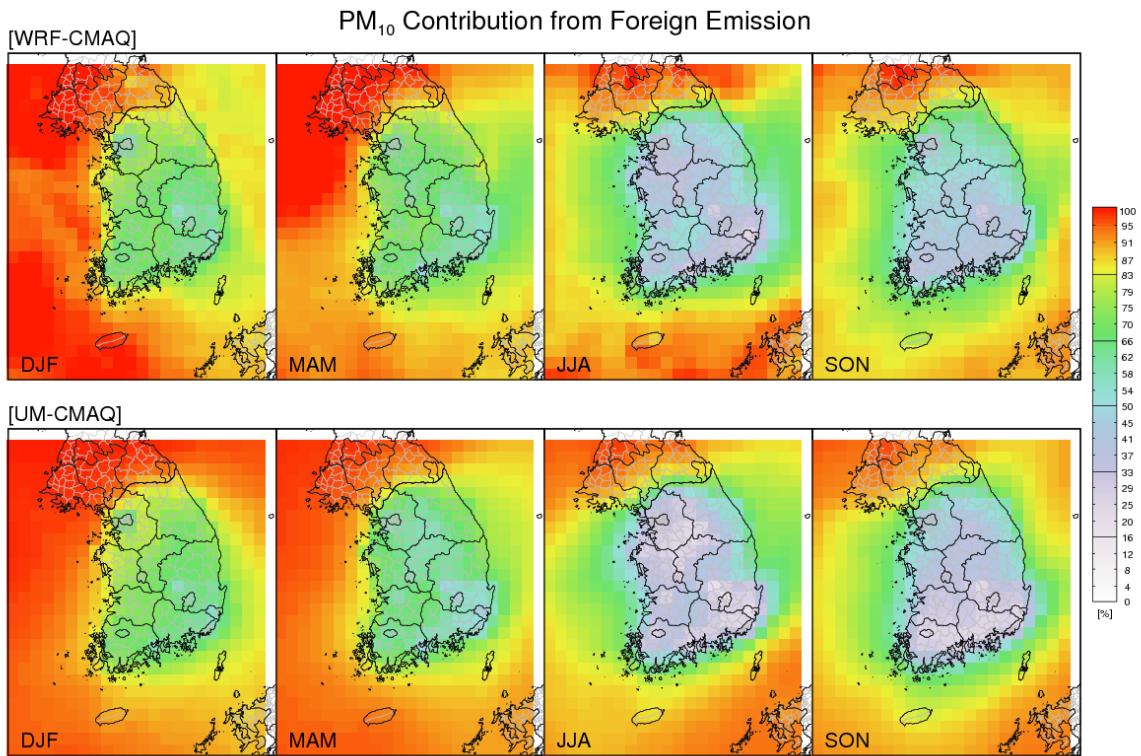 PM₁₀ Contribution from Foreign Emission
[WRF-CMAQ]
DJF
MAM
JJA
SON
[UM-CMAQ]
DJF
MAM
JJA
SON
100
95
91
87
83
79
75
70
66
62
58
54
50
45
41
37
33
29
25
20
16
12
8
4
0
[%]